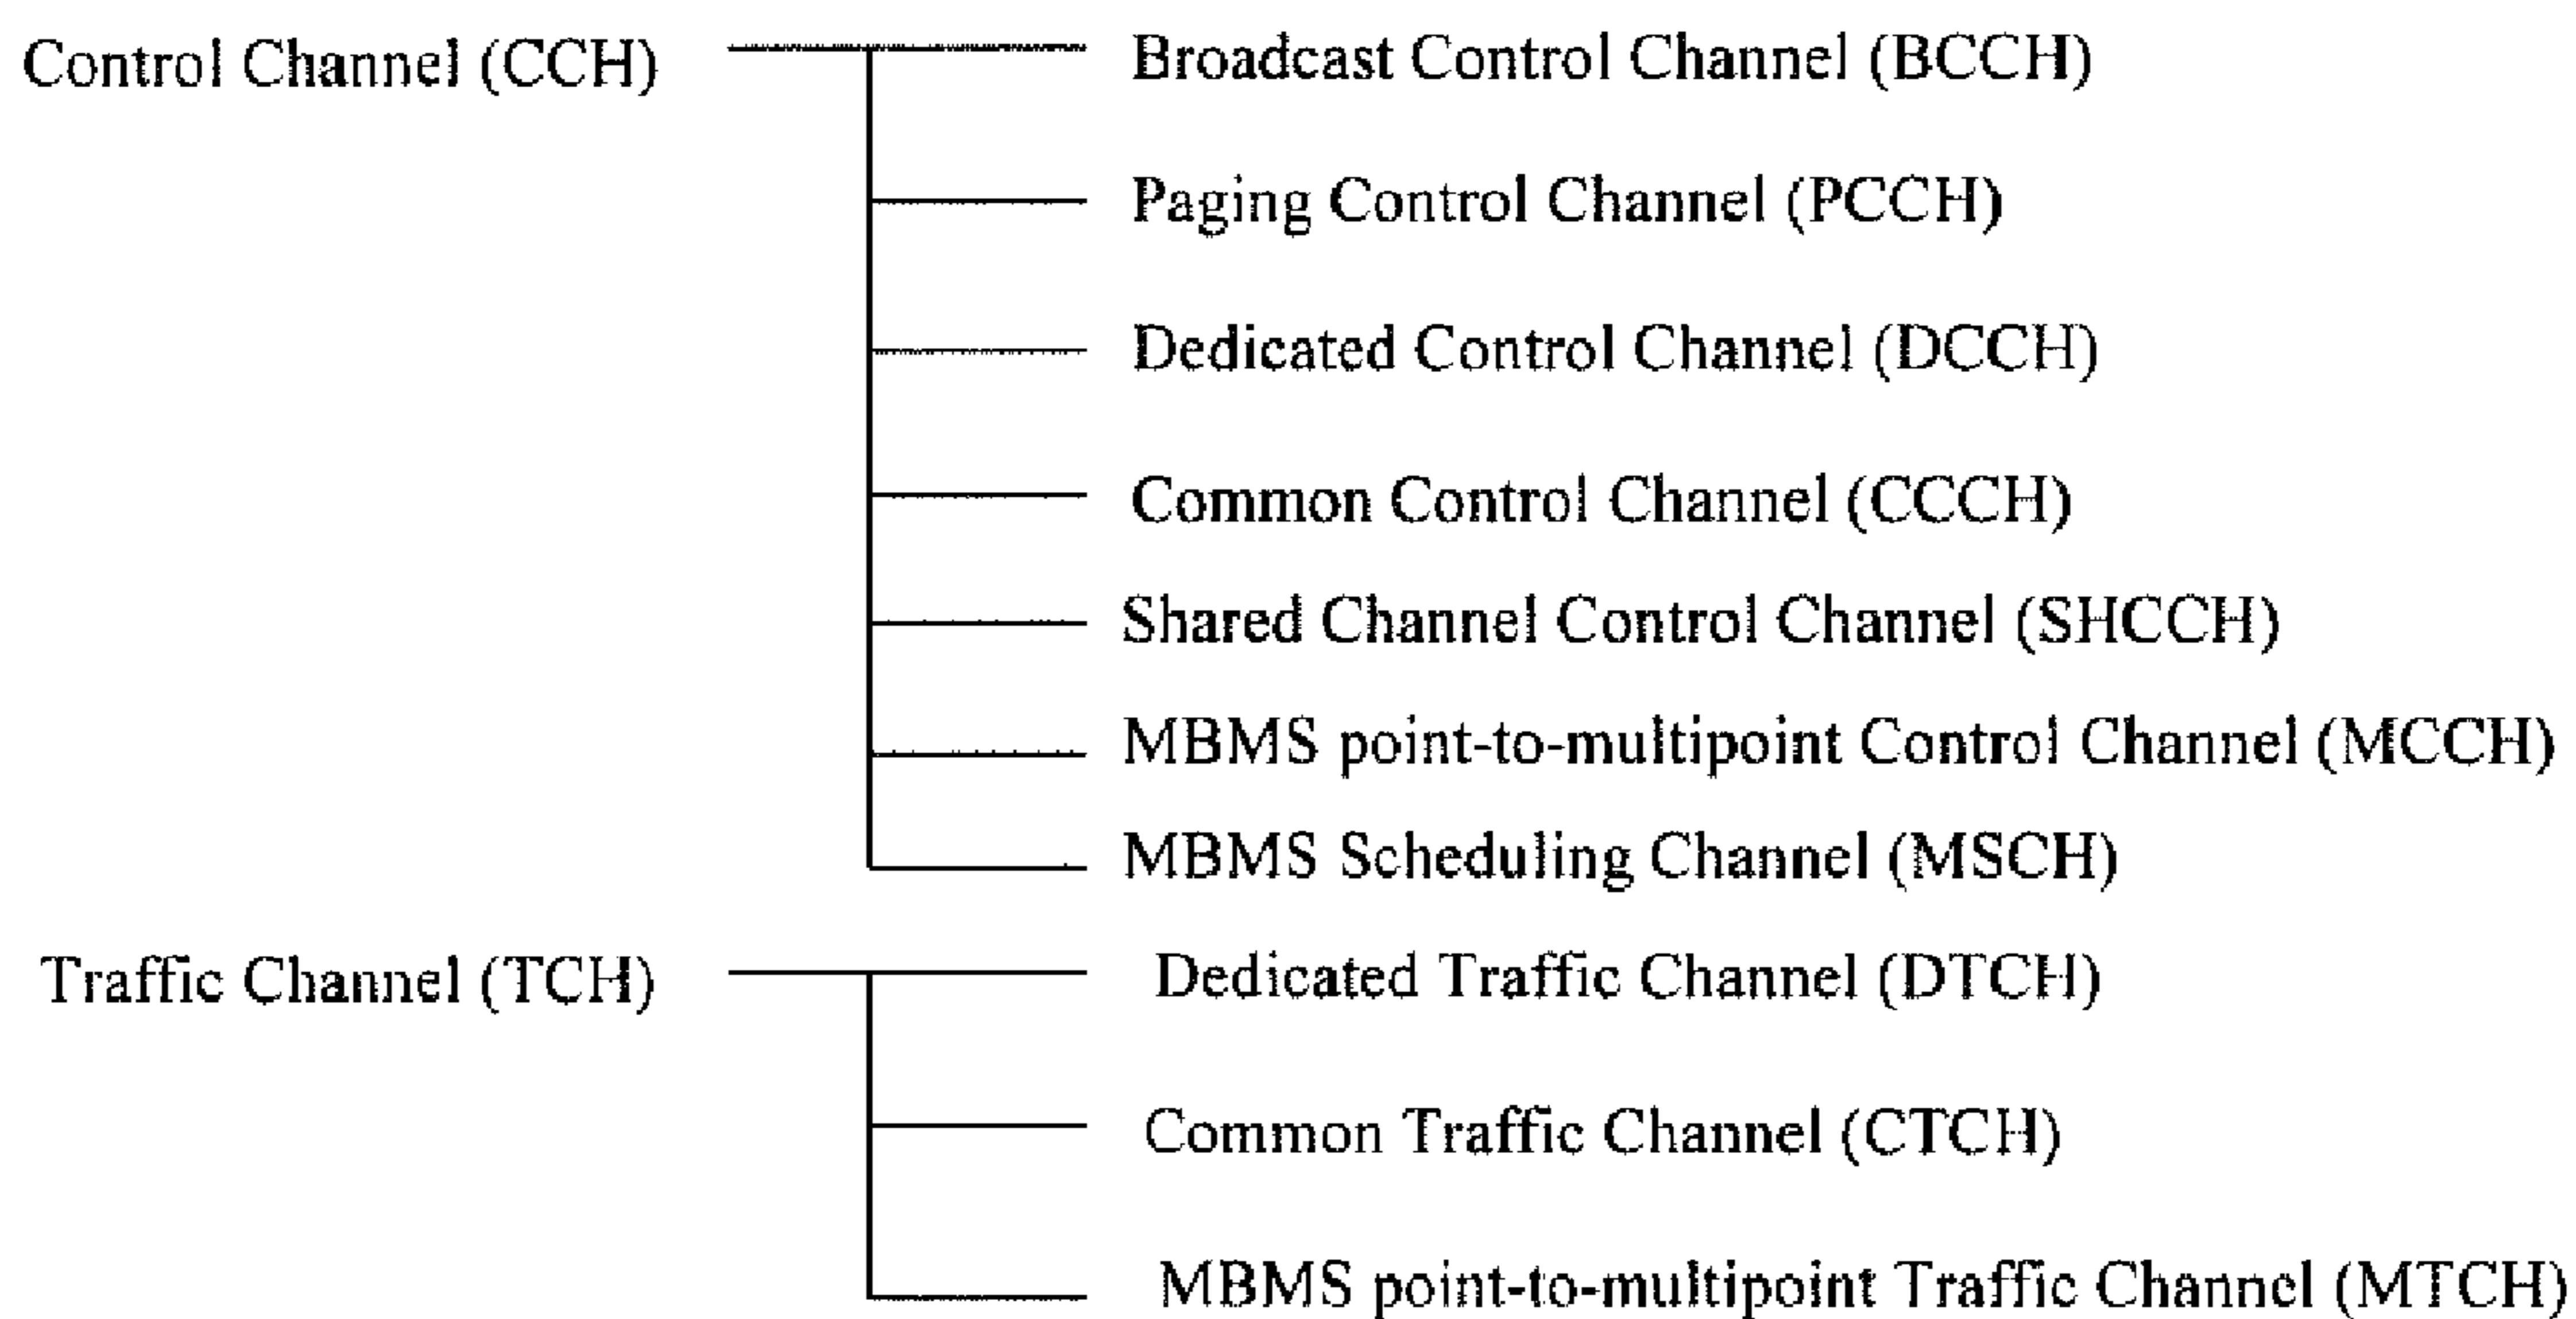 Control Channel (CCH)
Broadcast Control Channel (BCCH)
Paging Control Channel (PCCH)
Dedicated Control Channel (DCCH)
Common Control Channel (CCCH)
Shared Channel Control Channel (SHCCH)
MBMS point-to-multipoint Control Channel (MCCH)
MBMS Scheduling Channel (MSCH)
Traffic Channel (TCH)
Dedicated Traffic Channel (DTCH)
Common Traffic Channel (CTCH)
MBMS point-to-multipoint Traffic Channel (MTCH)